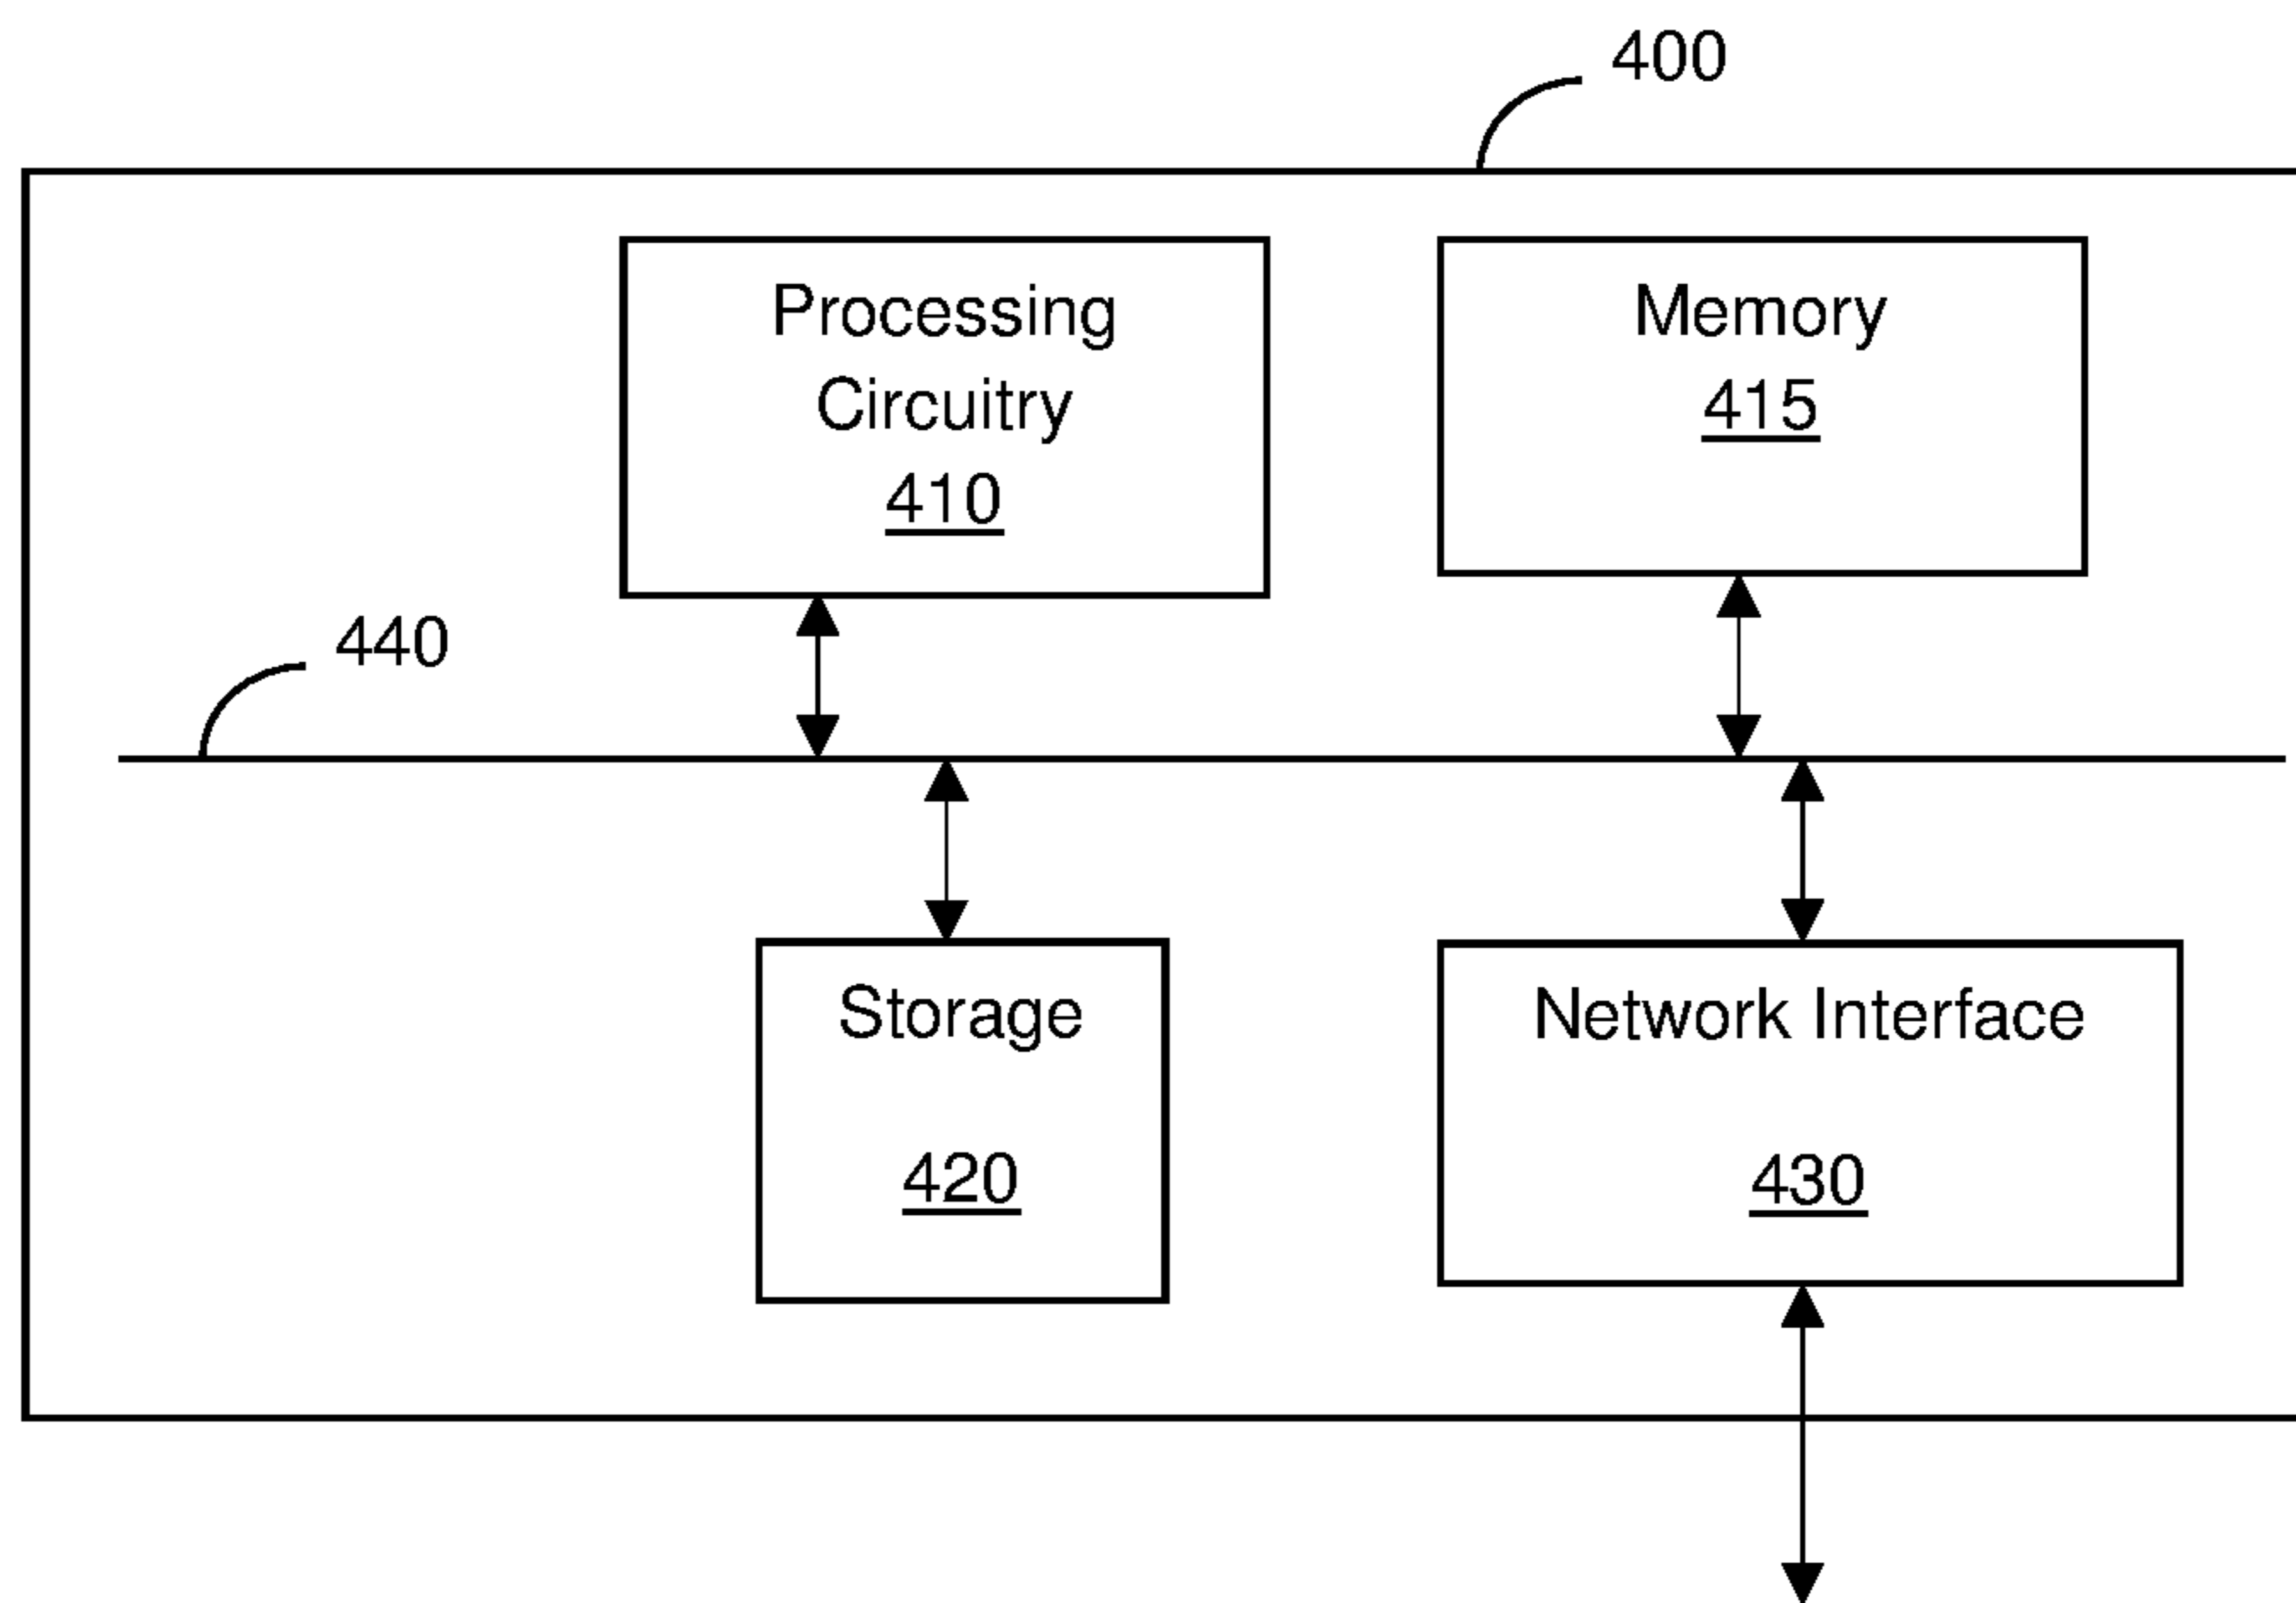 400
Processing
Circuitry
410
Memory
415
440
Storage
420
Network Interface
430